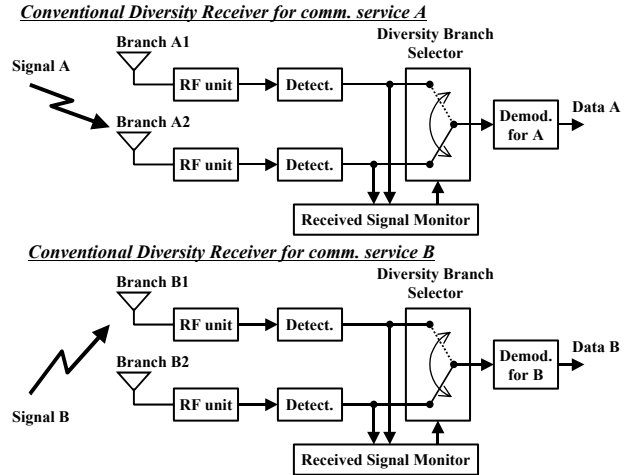 Conventional Diversity Receiver for comm. service A
Branch A1
Diversity Branch
Selector
Signal A
RF unit
Detect.
Branch A2
Demod.
for A
Data A
RF unit
Detect.
Received Signal Monitor
Conventional Diversity Receiver for comm. service B
Branch B1
Diversity Branch
Selector
RF unit
Detect.
Branch B2
Demod.
for B
Data B
Signal B
RF unit
Detect.
Received Signal Monitor